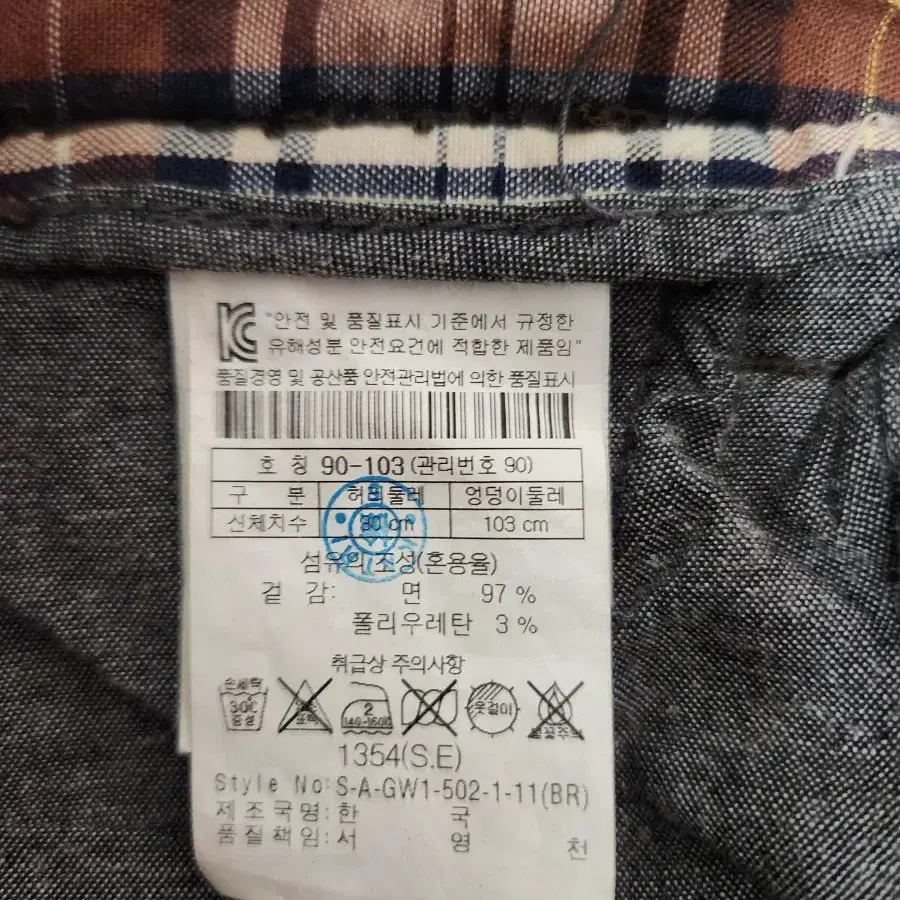 "안전 및 품질표시 기준에서 규정한
유해성분 안전요건에 적합한 제품임"
품질경영 및 공산품 안전관리법에 의한 품질표시
호 칭 90-103 (관리번호 90)
구 분 허리둘레 엉덩이둘레
신체치수 90 cm 103 cm
섬유의 조성(혼용율)
겉 감: 면 97 %
폴리우레탄 3 %
취급상 주의사항
손세탁 30℃ 중성 표백 2 140-160℃ 옷걸이
1354(S.E)
Style No: S-A-GW1-502-1-11(BR)
제조국명: 한 국
품질책임: 서 영 천